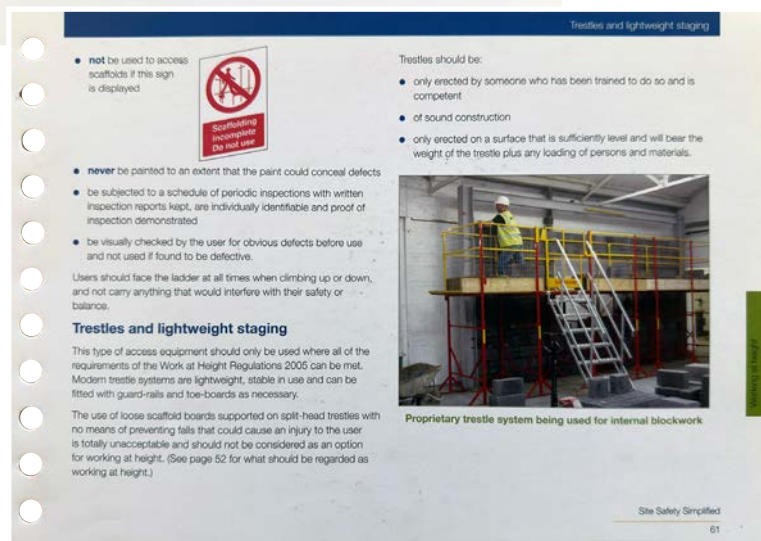 Trestles and lightweight staging
• not be used to access
scaffolds if this sign
is displayed
Scaffolding
incomplete
Do not use
• never be painted to an extent that the paint could conceal defects
• be subjected to a schedule of periodic inspections with written
inspection reports kept, are individually identifiable and proof of
inspection demonstrated
• be visually checked by the user for obvious defects before use
and not used if found to be defective.
Users should face the ladder at all times when climbing up or down,
and not carry anything that would interfere with their safety or
balance.
Trestles and lightweight staging
This type of access equipment should only be used where all of the
requirements of the Work at Height Regulations 2005 can be met.
Modern trestle systems are lightweight, stable in use and can be
fitted with guard-rails and toe-boards as necessary.
The use of loose scaffold boards supported on split-head trestles with
no means of preventing falls that could cause an injury to the user
is totally unacceptable and should not be considered as an option
for working at height. (See page 52 for what should be regarded as
working at height.)
Trestles should be:
• only erected by someone who has been trained to do so and is
competent
• of sound construction
• only erected on a surface that is sufficiently level and will bear the
weight of the trestle plus any loading of persons and materials.
Proprietary trestle system being used for internal blockwork
Working at height
Site Safety Simplified
61